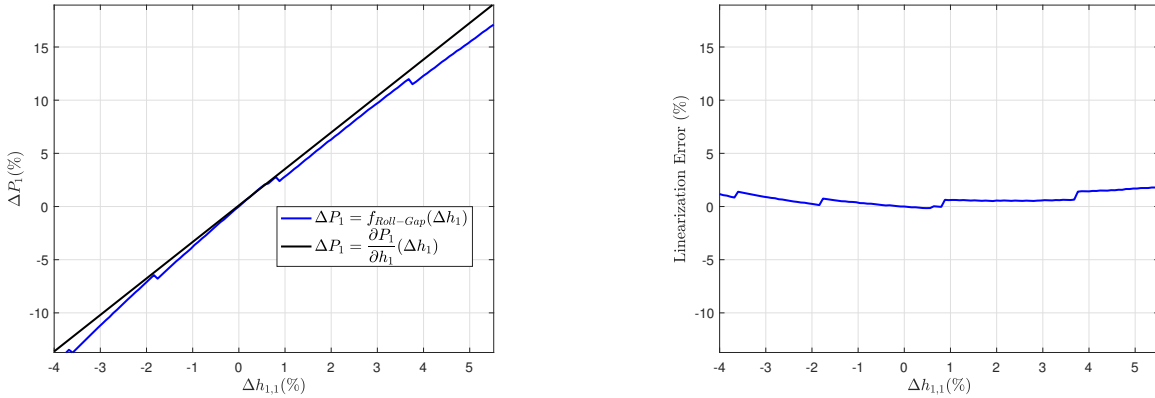 15
10
5
0
-5
-10
-4 -3 -2 -1 0 1 2 3 4 5
Δh₁,₁(%)
ΔP₁(%)
ΔP₁ = f_{Roll-Gap}(Δh₁)
ΔP₁ = ∂P₁/∂h₁(Δh₁)
15
10
5
0
-5
-10
-4 -3 -2 -1 0 1 2 3 4 5
Δh₁,₁(%)
Linearization Error (%)